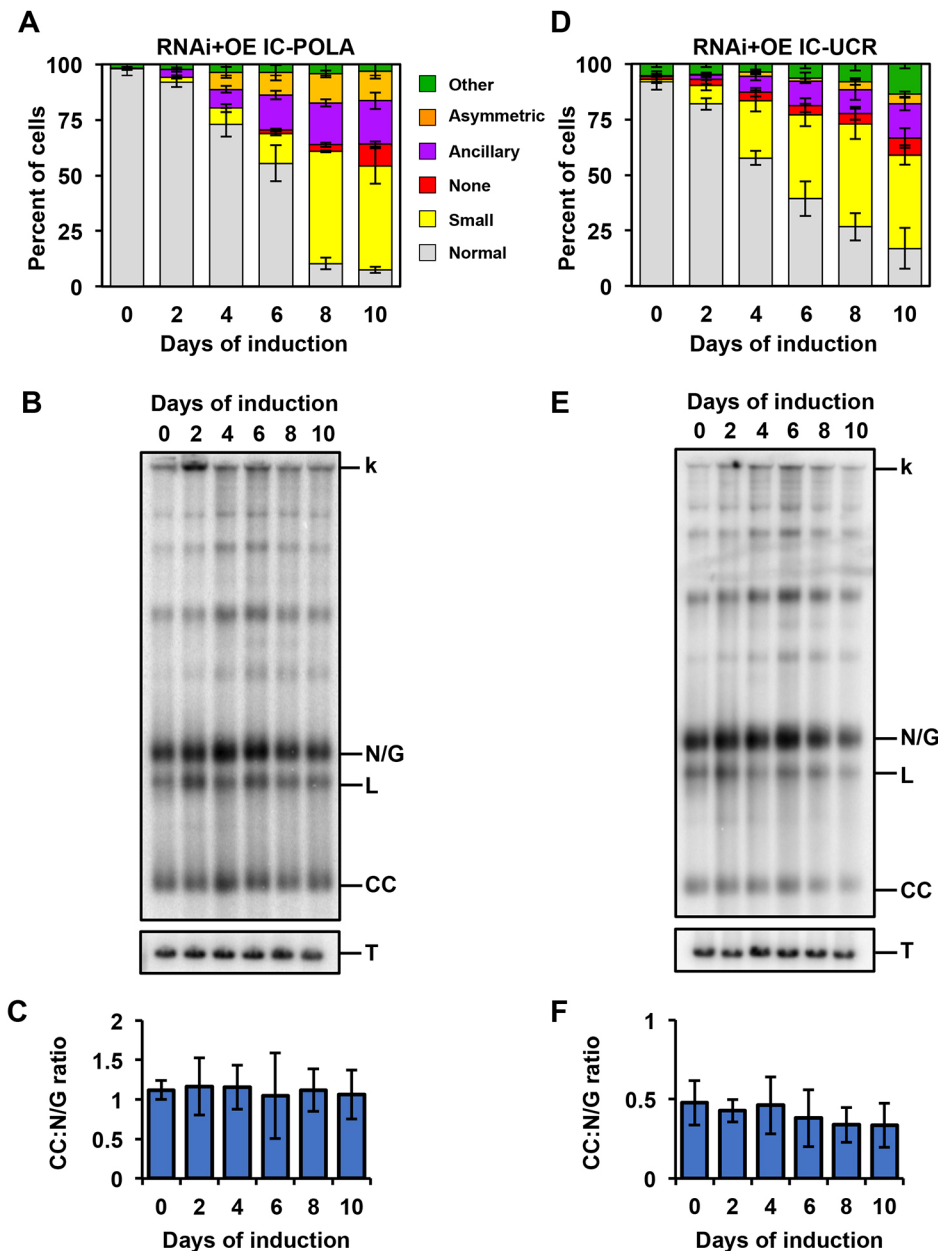 A
RNAi+OE IC-POLA
Percent of cells
100
75
50
25
0
0 2 4 6 8 10
Days of induction
Other
Asymmetric
Ancillary
None
Small
Normal
D
RNAi+OE IC-UCR
Percent of cells
100
75
50
25
0
0 2 4 6 8 10
Days of induction
B
Days of induction
0 2 4 6 8 10
k
N/G
L
CC
T
E
Days of induction
0 2 4 6 8 10
k
N/G
L
CC
T
C
CC:N/G ratio
2
1.5
1
0.5
0
0 2 4 6 8 10
Days of induction
F
CC:N/G ratio
1
0.5
0
0 2 4 6 8 10
Days of induction